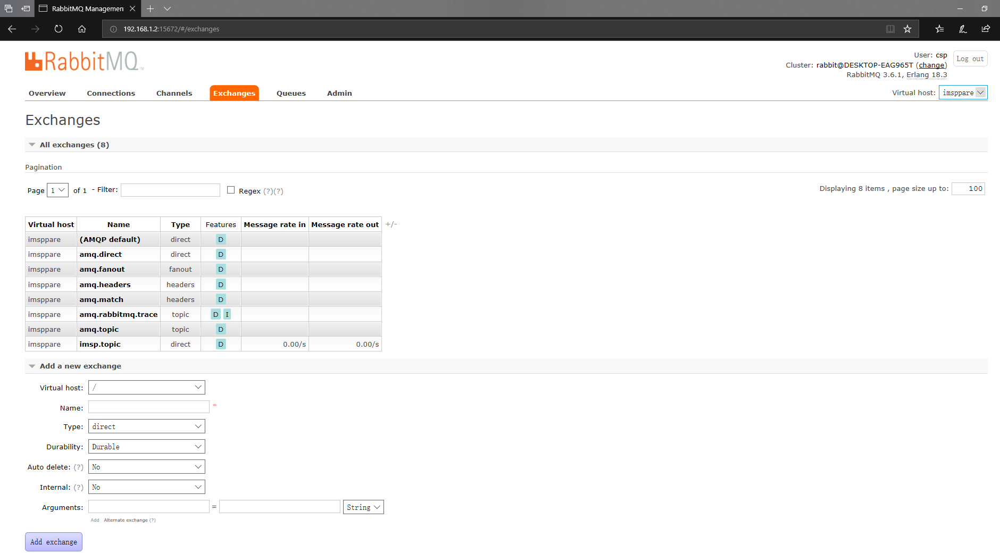 RabbitMQ Managemen
192.168.1.2:15672/#/exchanges
RabbitMQ™
User: csp
Log out
Cluster: rabbit@DESKTOP-EAG965T (change)
RabbitMQ 3.6.1, Erlang 18.3
Overview Connections Channels Exchanges Queues Admin
Virtual host: imsppare
Exchanges
All exchanges (8)
Pagination
Page 1 of 1 - Filter: Regex (?)(?)
Displaying 8 items , page size up to: 100
Virtual host Name Type Features Message rate in Message rate out +/-
imsppare (AMQP default) direct D
imsppare amq.direct direct D
imsppare amq.fanout fanout D
imsppare amq.headers headers D
imsppare amq.match headers D
imsppare amq.rabbitmq.trace topic D I
imsppare amq.topic topic D
imsppare imsp.topic direct D 0.00/s 0.00/s
Add a new exchange
Virtual host: /
Name: *
Type: direct
Durability: Durable
Auto delete: (?) No
Internal: (?) No
Arguments: = String
Add Alternate exchange (?)
Add exchange